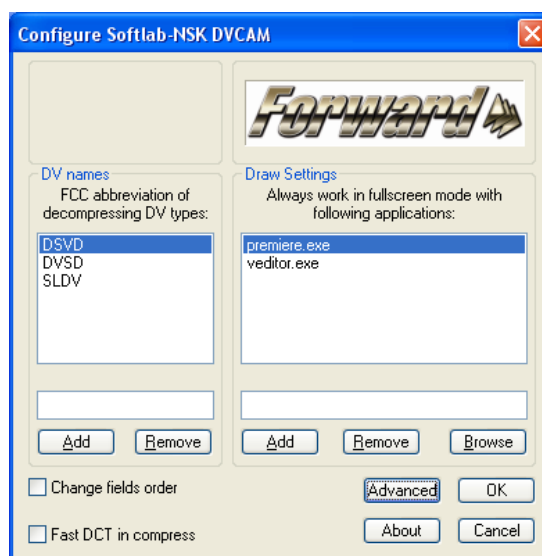 Configure Softlab-NSK DVCAM
Forward
DV names
FCC abbreviation of
decompressing DV types:
DSVD
DVSD
SLDV
Add Remove
Draw Settings
Always work in fullscreen mode with
following applications:
premiere.exe
veditor.exe
Add Remove Browse
Change fields order
Fast DCT in compress
Advanced OK
About Cancel